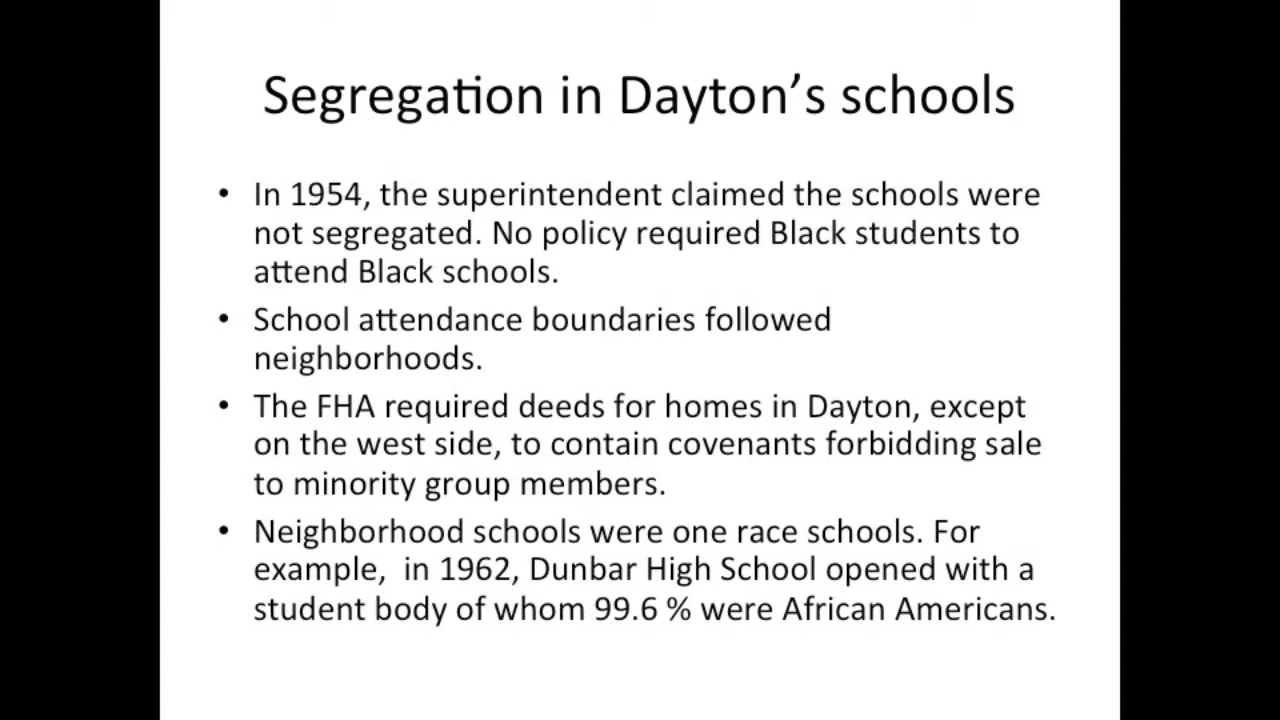 Segregation in Dayton's schools
• In 1954, the superintendent claimed the schools were
not segregated. No policy required Black students to
attend Black schools.
• School attendance boundaries followed
neighborhoods.
• The FHA required deeds for homes in Dayton, except
on the west side, to contain covenants forbidding sale
to minority group members.
• Neighborhood schools were one race schools. For
example,  in 1962, Dunbar High School opened with a
student body of whom 99.6 % were African Americans.